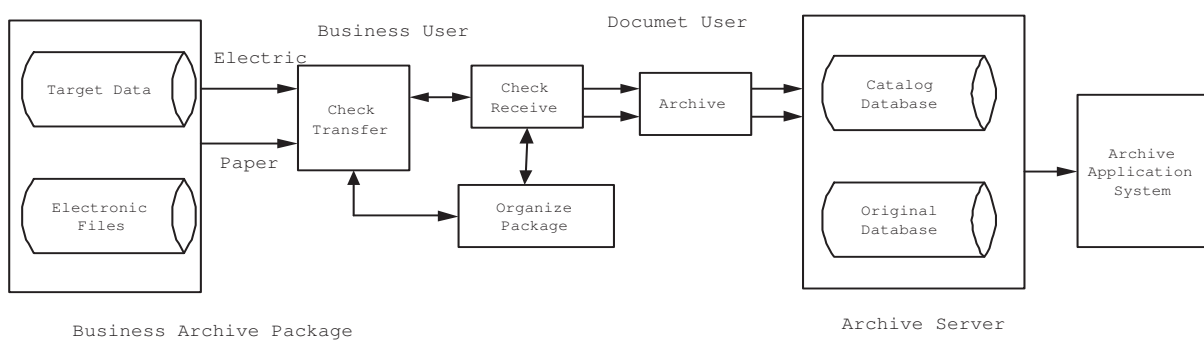 Business User
Documet User
Electric
Target Data
Check
Transfer
Check
Receive
Archive
Catalog
Database
Paper
Electronic
Files
Organize
Package
Original
Database
Archive
Application
System
Business Archive Package
Archive Server